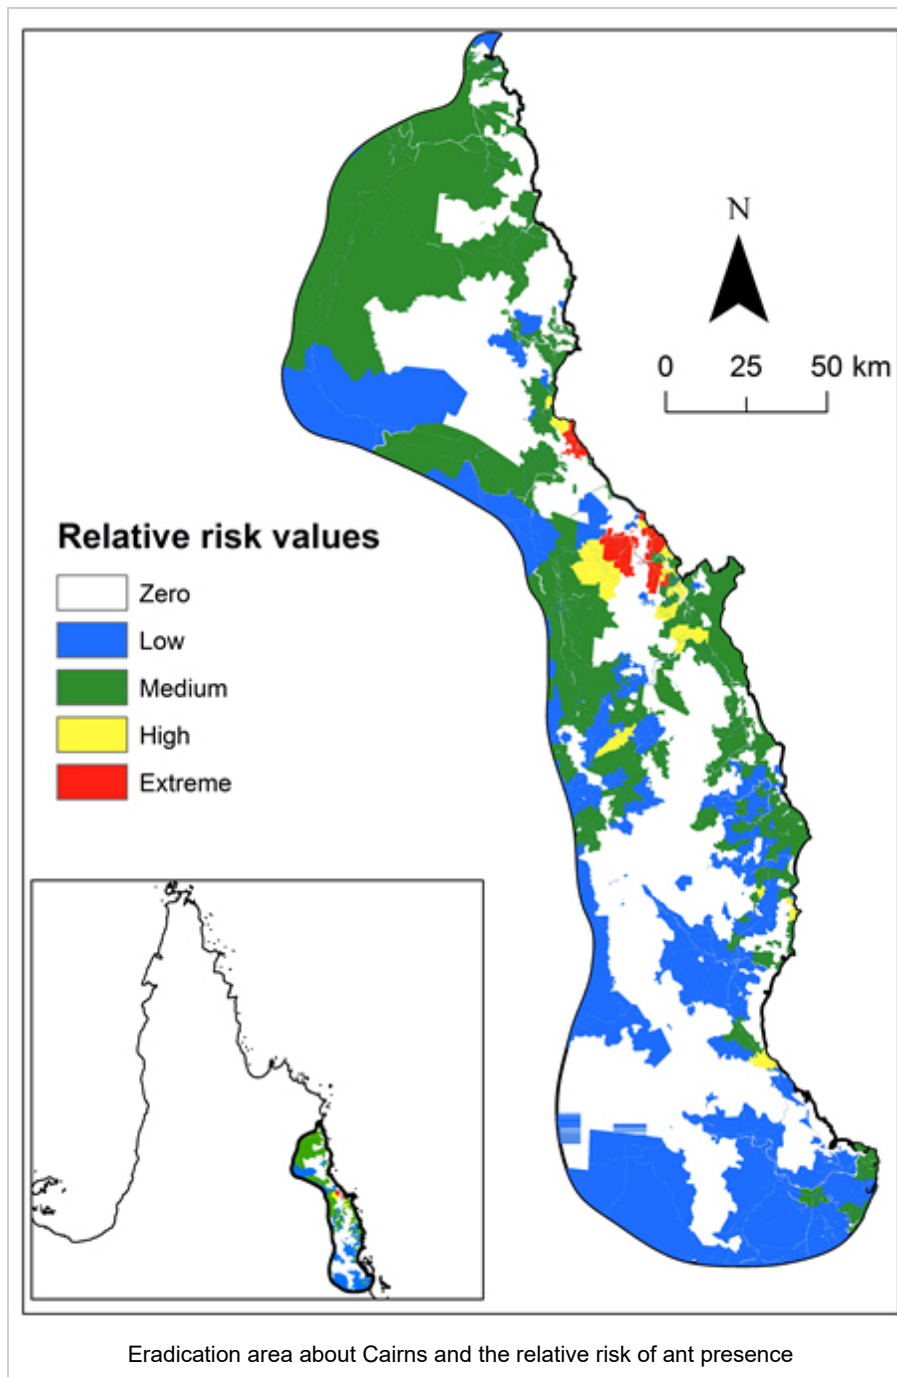 N
0 25 50 km
Relative risk values
Zero
Low
Medium
High
Extreme
Eradication area about Cairns and the relative risk of ant presence